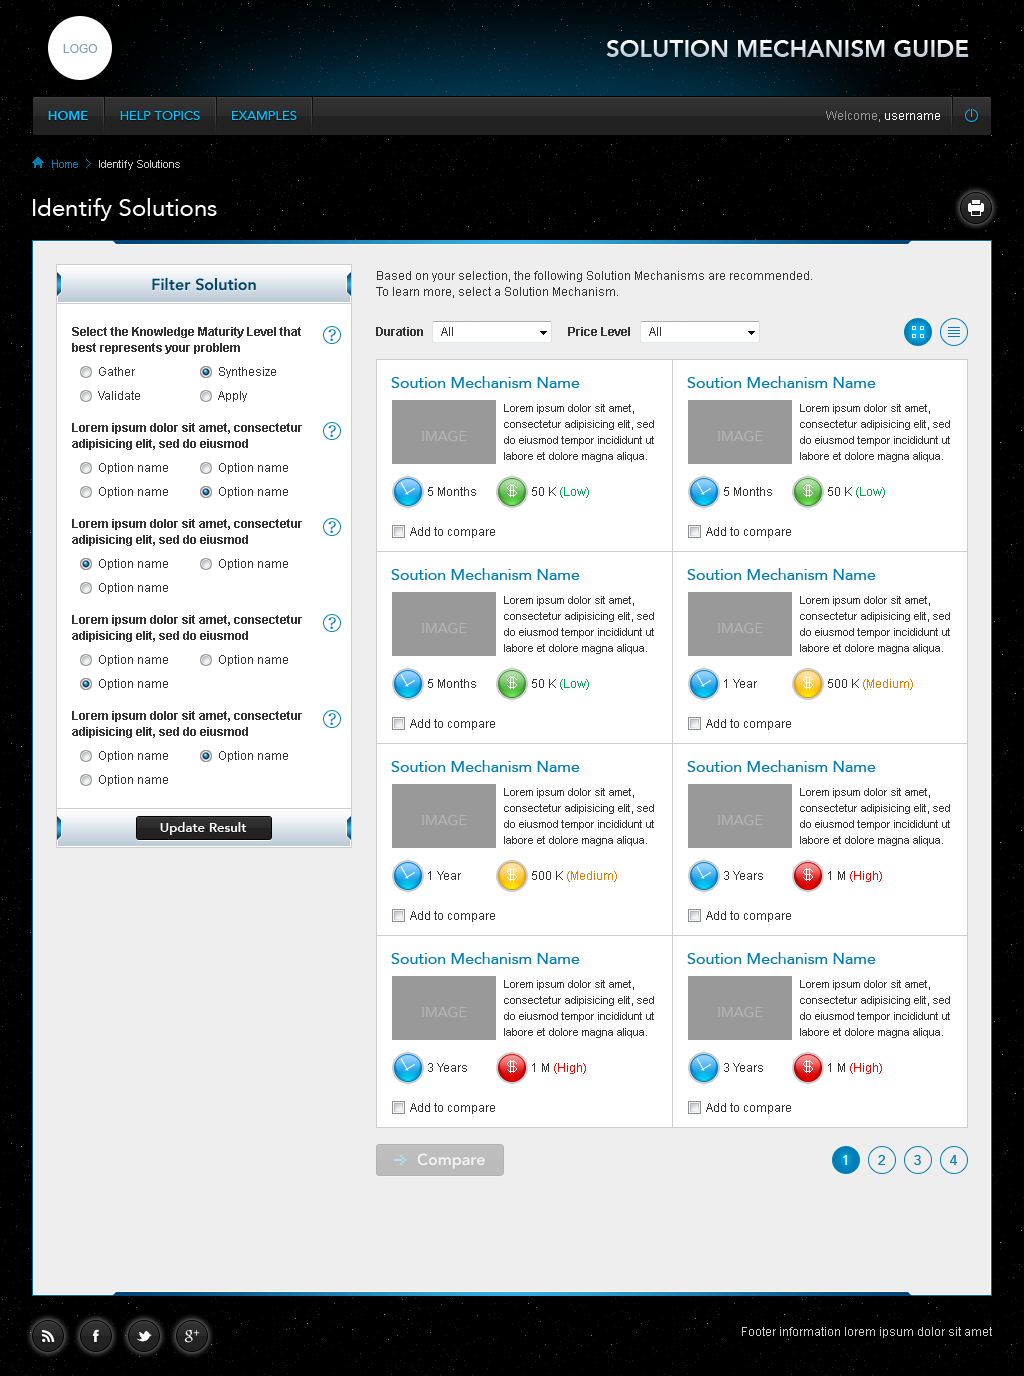 LOGO
SOLUTION MECHANISM GUIDE
HOME
HELP TOPICS
EXAMPLES
Welcome, username
Home
Identify Solutions
Identify Solutions
Filter Solution
Select the Knowledge Maturity Level that
best represents your problem
?
Gather
Synthesize
Validate
Apply
Lorem ipsum dolor sit amet, consectetur
adipisicing elit, sed do eiusmod
?
Option name
Option name
Option name
Option name
Lorem ipsum dolor sit amet, consectetur
adipisicing elit, sed do eiusmod
?
Option name
Option name
Option name
Lorem ipsum dolor sit amet, consectetur
adipisicing elit, sed do eiusmod
?
Option name
Option name
Option name
Lorem ipsum dolor sit amet, consectetur
adipisicing elit, sed do eiusmod
?
Option name
Option name
Option name
Update Result
Based on your selection, the following Solution Mechanisms are recommended.
To learn more, select a Solution Mechanism.
Duration
All
Price Level
All
Soution Mechanism Name
IMAGE
Lorem ipsum dolor sit amet,
consectetur adipisicing elit, sed
do eiusmod tempor incididunt ut
labore et dolore magna aliqua.
5 Months
$
50 K (Low)
Add to compare
Soution Mechanism Name
IMAGE
Lorem ipsum dolor sit amet,
consectetur adipisicing elit, sed
do eiusmod tempor incididunt ut
labore et dolore magna aliqua.
5 Months
$
50 K (Low)
Add to compare
Soution Mechanism Name
IMAGE
Lorem ipsum dolor sit amet,
consectetur adipisicing elit, sed
do eiusmod tempor incididunt ut
labore et dolore magna aliqua.
5 Months
$
50 K (Low)
Add to compare
Soution Mechanism Name
IMAGE
Lorem ipsum dolor sit amet,
consectetur adipisicing elit, sed
do eiusmod tempor incididunt ut
labore et dolore magna aliqua.
1 Year
$
500 K (Medium)
Add to compare
Soution Mechanism Name
IMAGE
Lorem ipsum dolor sit amet,
consectetur adipisicing elit, sed
do eiusmod tempor incididunt ut
labore et dolore magna aliqua.
1 Year
$
500 K (Medium)
Add to compare
Soution Mechanism Name
IMAGE
Lorem ipsum dolor sit amet,
consectetur adipisicing elit, sed
do eiusmod tempor incididunt ut
labore et dolore magna aliqua.
3 Years
$
1 M (High)
Add to compare
Soution Mechanism Name
IMAGE
Lorem ipsum dolor sit amet,
consectetur adipisicing elit, sed
do eiusmod tempor incididunt ut
labore et dolore magna aliqua.
3 Years
$
1 M (High)
Add to compare
Soution Mechanism Name
IMAGE
Lorem ipsum dolor sit amet,
consectetur adipisicing elit, sed
do eiusmod tempor incididunt ut
labore et dolore magna aliqua.
3 Years
$
1 M (High)
Add to compare
Compare
1 2 3 4
f
g+
Footer information lorem ipsum dolor sit amet